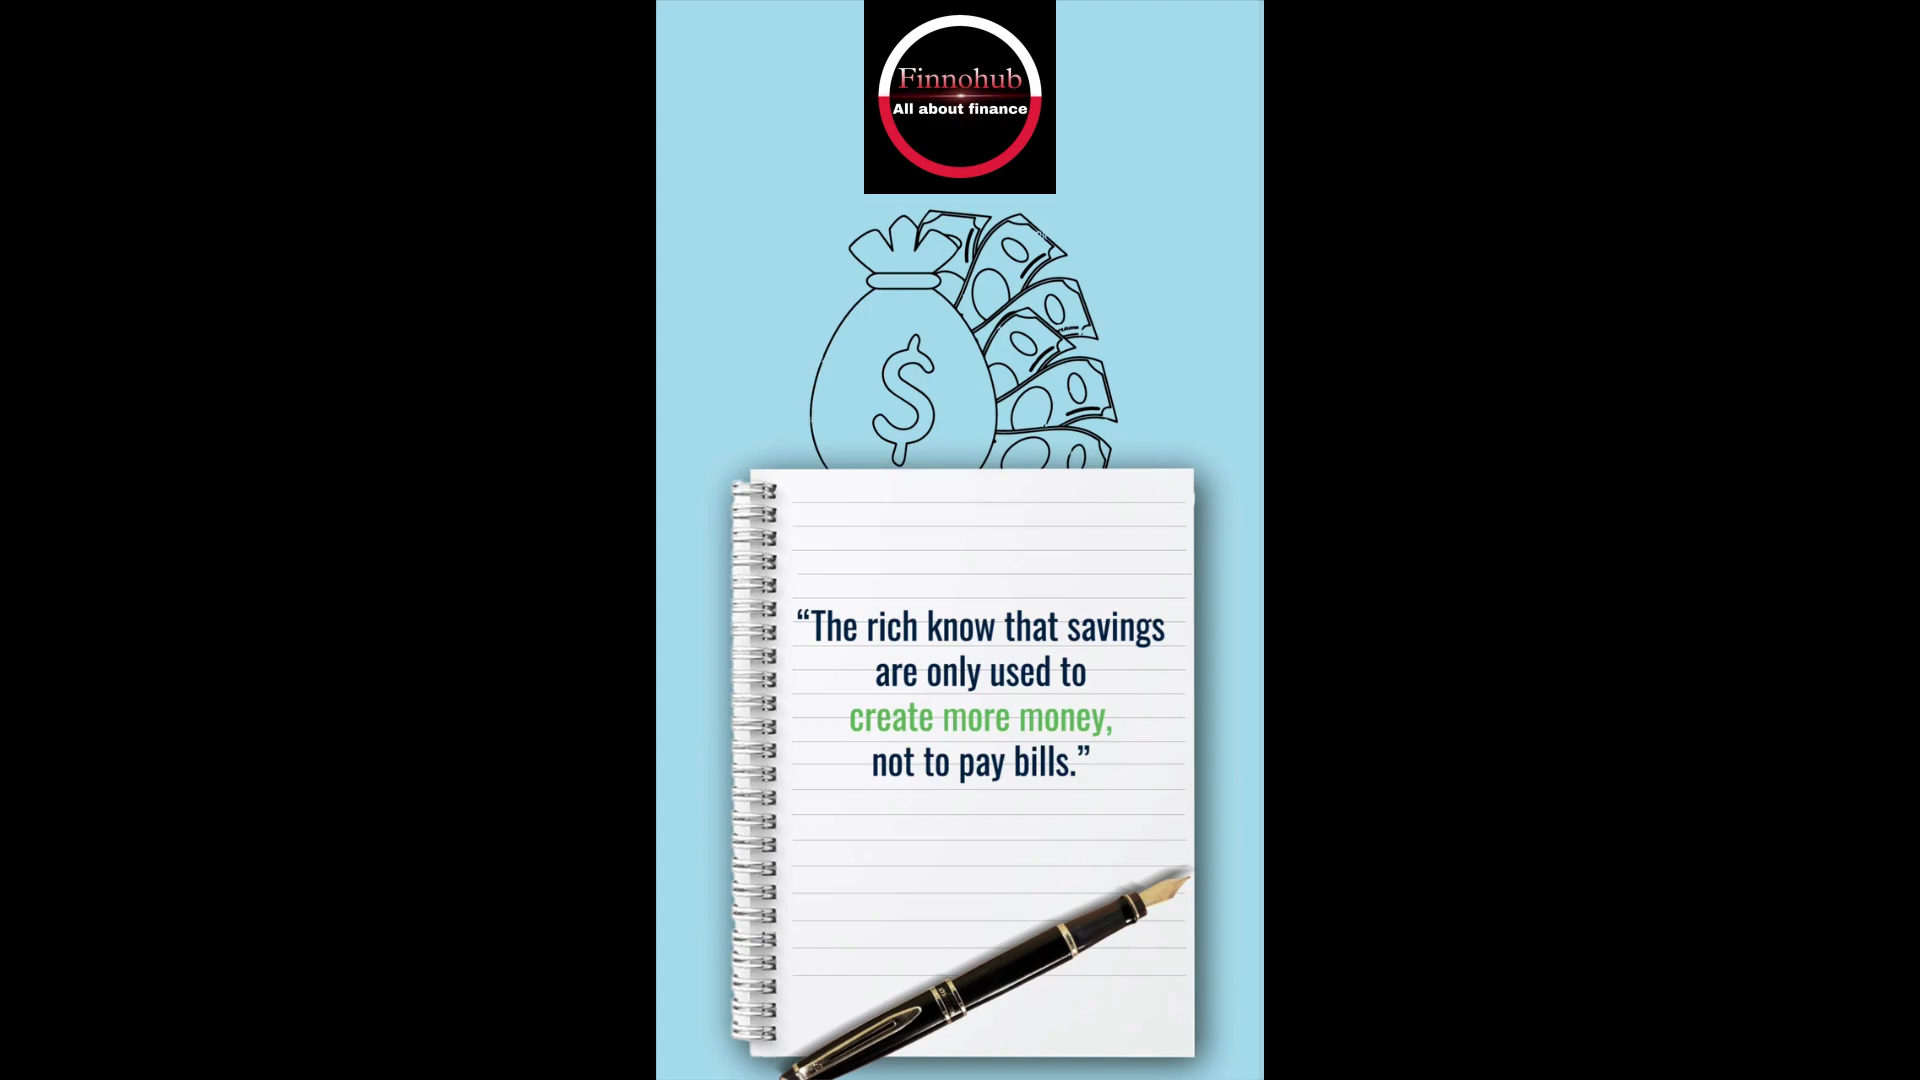 Finnohub
All about finance
“The rich know that savings
are only used to
create more money,
not to pay bills.”